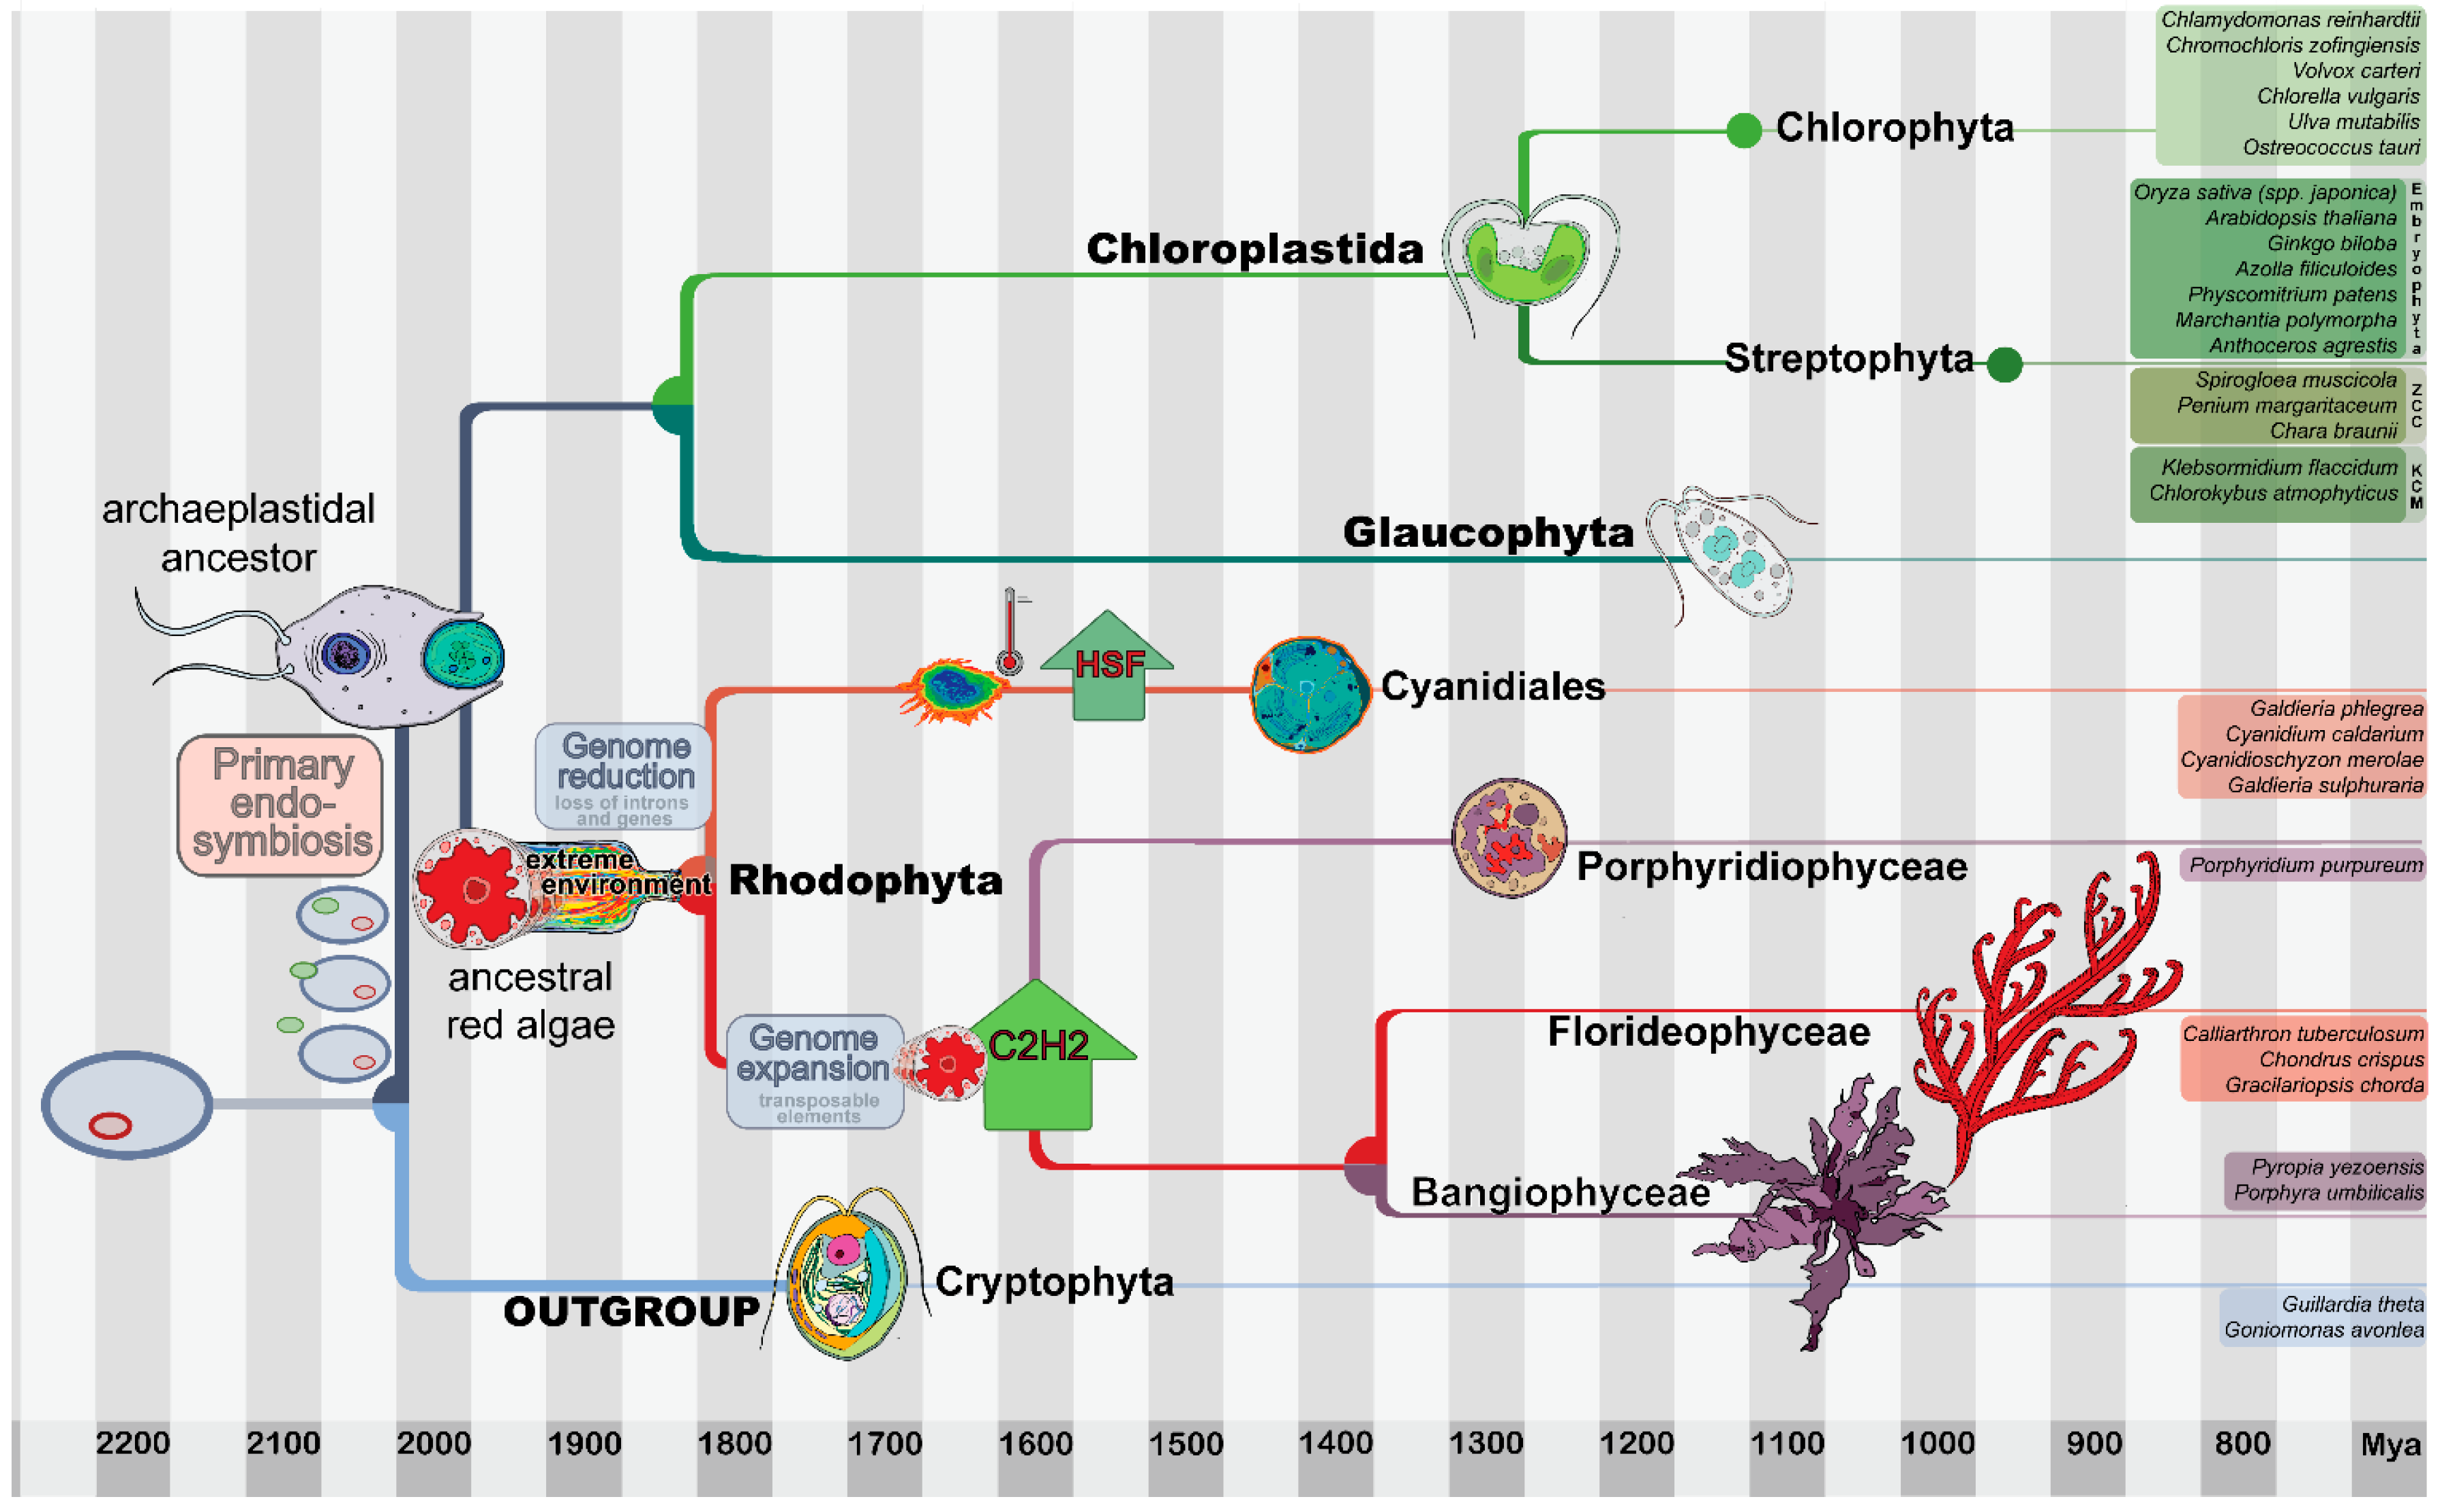 Chlamydomonas reinhardtii
Chromochloris zofingiensis
Volvox carteri
Chlorella vulgaris
Ulva mutabilis
Ostreococcus tauri
Chlorophyta
Oryza sativa (spp. japonica)
Arabidopsis thaliana
Ginkgo biloba
Azolla filiculoides
Physcomitrium patens
Marchantia polymorpha
Anthoceros agrestis
Embryophyta
Chloroplastida
Streptophyta
Spirogloea muscicola
Penium margaritaceum
Chara braunii
ZCC
Klebsormidium flaccidum
Chlorokybus atmophyticus
KCM
archaeplastidal
ancestor
Glaucophyta
HSF
Cyanidiales
Galdieria phlegrea
Cyanidium caldarium
Cyanidioschyzon merolae
Galdieria sulphuraria
Primary
endo-
symbiosis
Genome
reduction
loss of introns
and genes
extreme
environment
Rhodophyta
Porphyridiophyceae
Porphyridium purpureum
ancestral
red algae
Genome
expansion
transposable
elements
C2H2
Florideophyceae
Calliarthron tuberculosum
Chondrus crispus
Gracilariopsis chorda
Bangiophyceae
Pyropia yezoensis
Porphyra umbilicalis
OUTGROUP
Cryptophyta
Guillardia theta
Goniomonas avonlea
2200 2100 2000 1900 1800 1700 1600 1500 1400 1300 1200 1100 1000 900 800 Mya